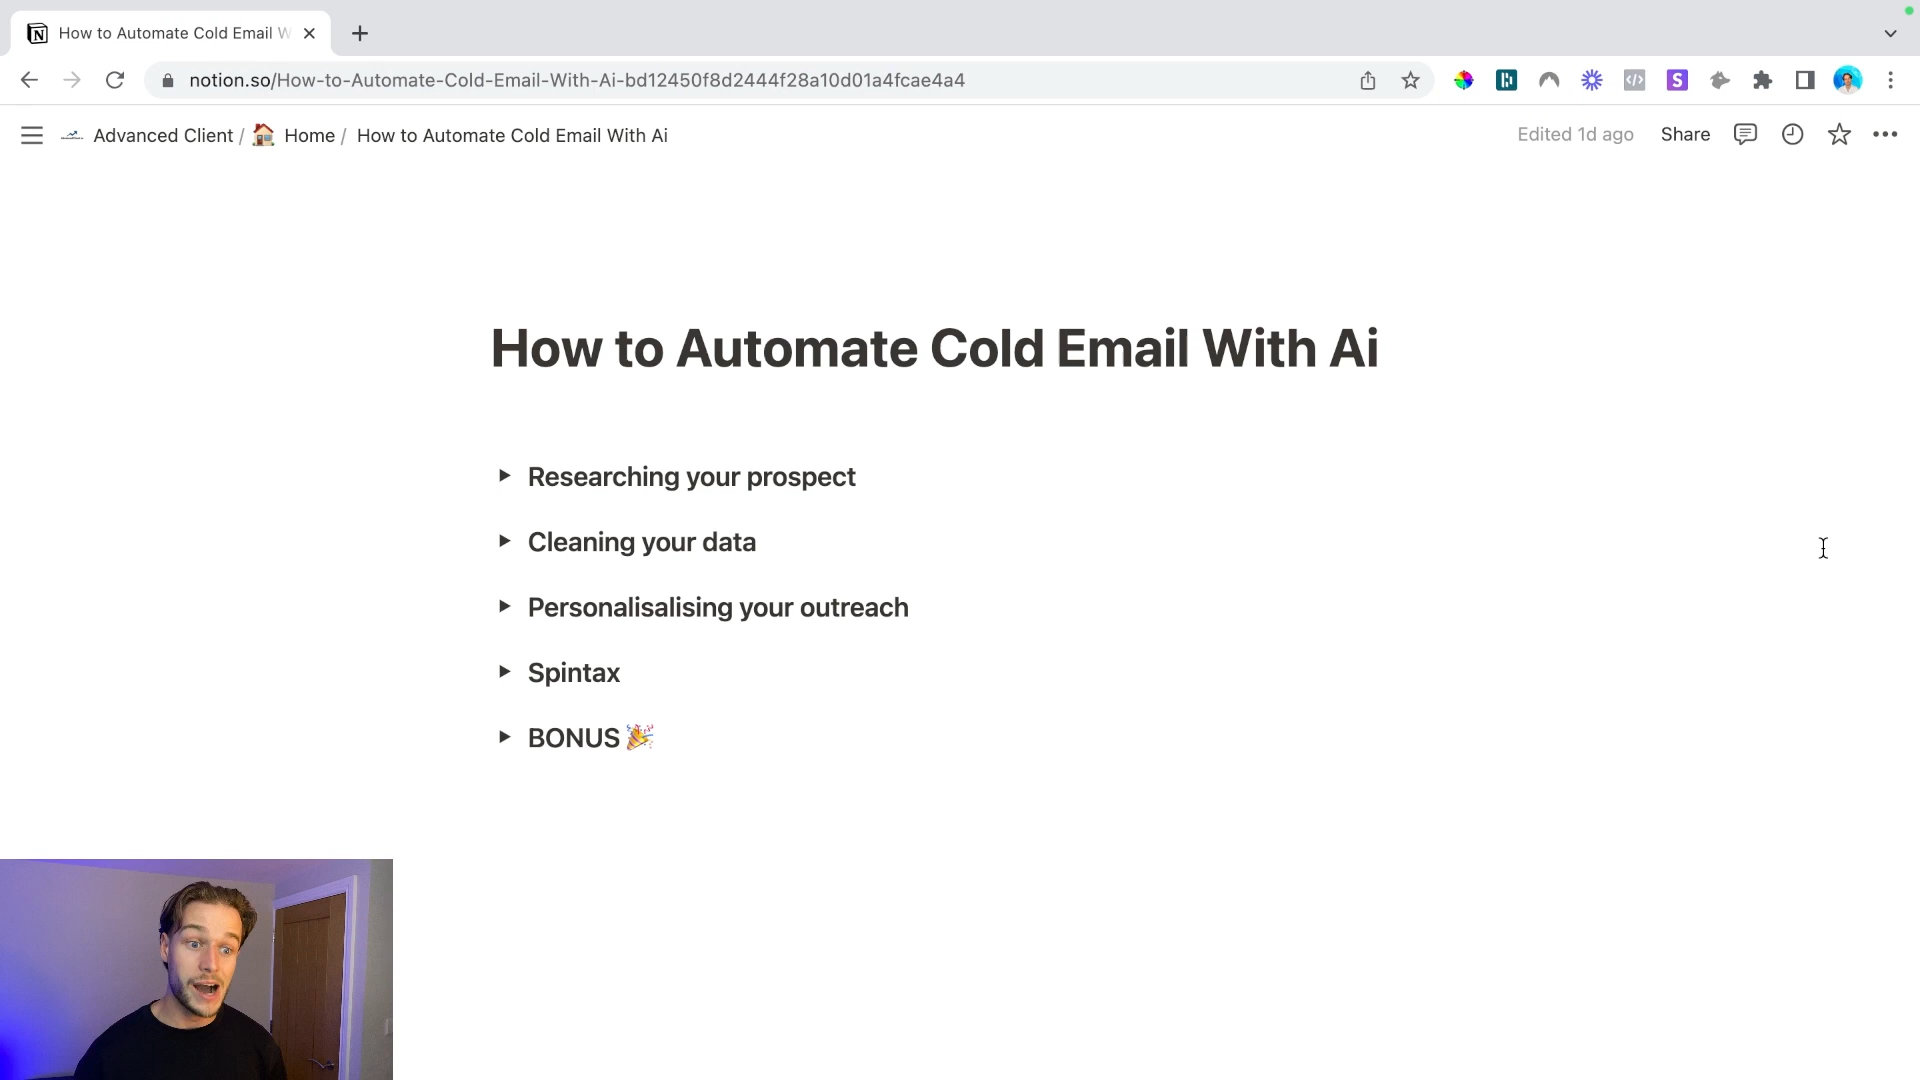 How to Automate Cold Email W
notion.so/How-to-Automate-Cold-Email-With-Ai-bd12450f8d2444f28a10d01a4fcae4a4
Advanced Client / Home / How to Automate Cold Email With Ai
Edited 1d ago Share
How to Automate Cold Email With Ai
Researching your prospect
Cleaning your data
Personalisalising your outreach
Spintax
BONUS 🎉